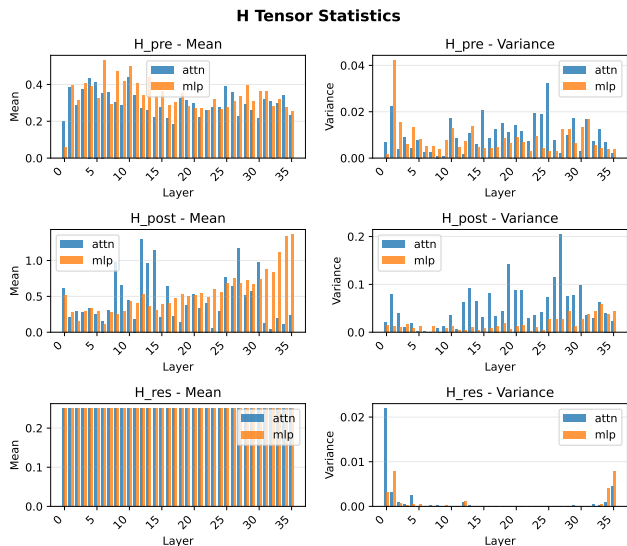 H Tensor Statistics
H_pre - Mean
Mean
0.4
0.2
0.0
attn
mlp
0 5 10 15 20 25 30 35
Layer
H_pre - Variance
Variance
0.04
0.02
0.00
attn
mlp
0 5 10 15 20 25 30 35
Layer
H_post - Mean
Mean
1.0
0.5
0.0
attn
mlp
0 5 10 15 20 25 30 35
Layer
H_post - Variance
Variance
0.2
0.1
0.0
attn
mlp
0 5 10 15 20 25 30 35
Layer
H_res - Mean
Mean
0.2
0.1
0.0
attn
mlp
0 5 10 15 20 25 30 35
Layer
H_res - Variance
Variance
0.02
0.01
0.00
attn
mlp
0 5 10 15 20 25 30 35
Layer